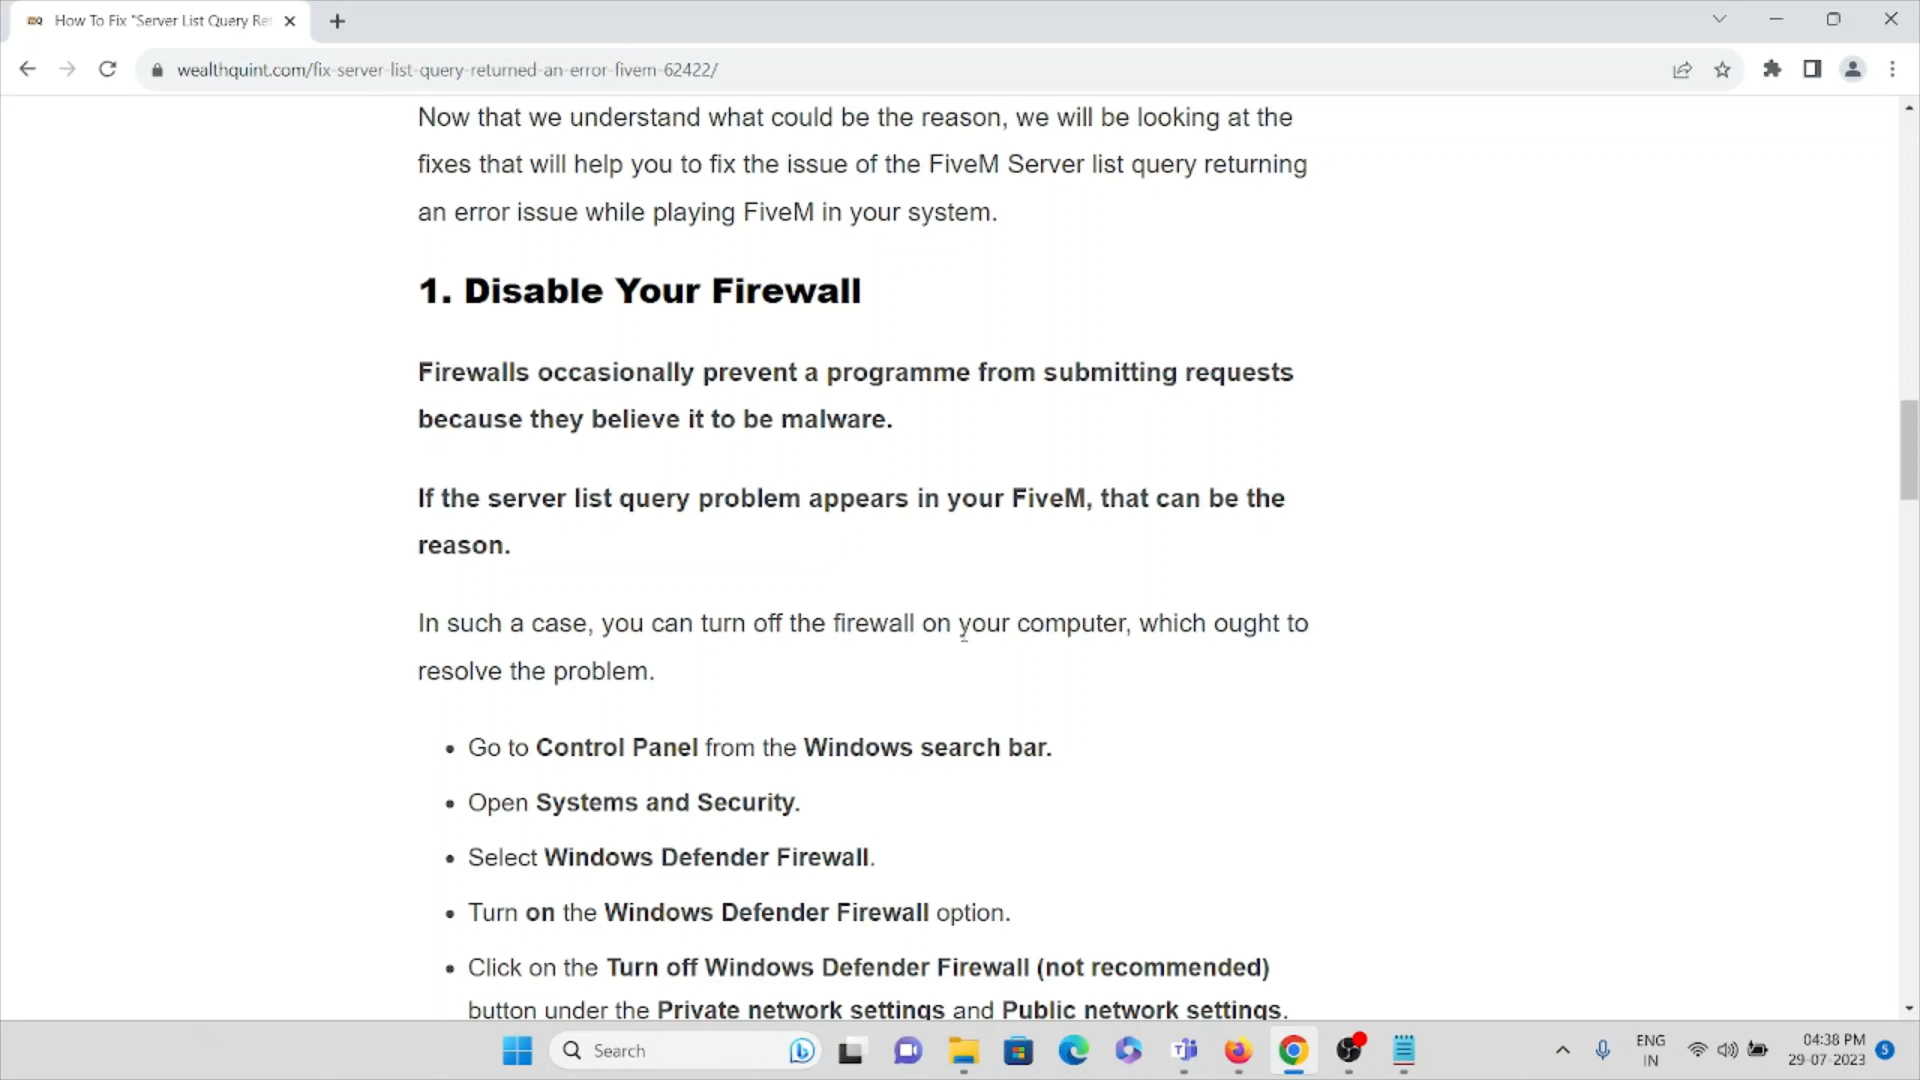 How To Fix "Server List Query Re
wealthquint.com/fix-server-list-query-returned-an-error-fivem-62422/
Now that we understand what could be the reason, we will be looking at the
fixes that will help you to fix the issue of the FiveM Server list query returning
an error issue while playing FiveM in your system.
1. Disable Your Firewall
Firewalls occasionally prevent a programme from submitting requests
because they believe it to be malware.
If the server list query problem appears in your FiveM, that can be the
reason.
In such a case, you can turn off the firewall on your computer, which ought to
resolve the problem.
• Go to Control Panel from the Windows search bar.
• Open Systems and Security.
• Select Windows Defender Firewall.
• Turn on the Windows Defender Firewall option.
• Click on the Turn off Windows Defender Firewall (not recommended)
button under the Private network settings and Public network settings.
Search
ENG
IN
04:38 PM
29-07-2023
5